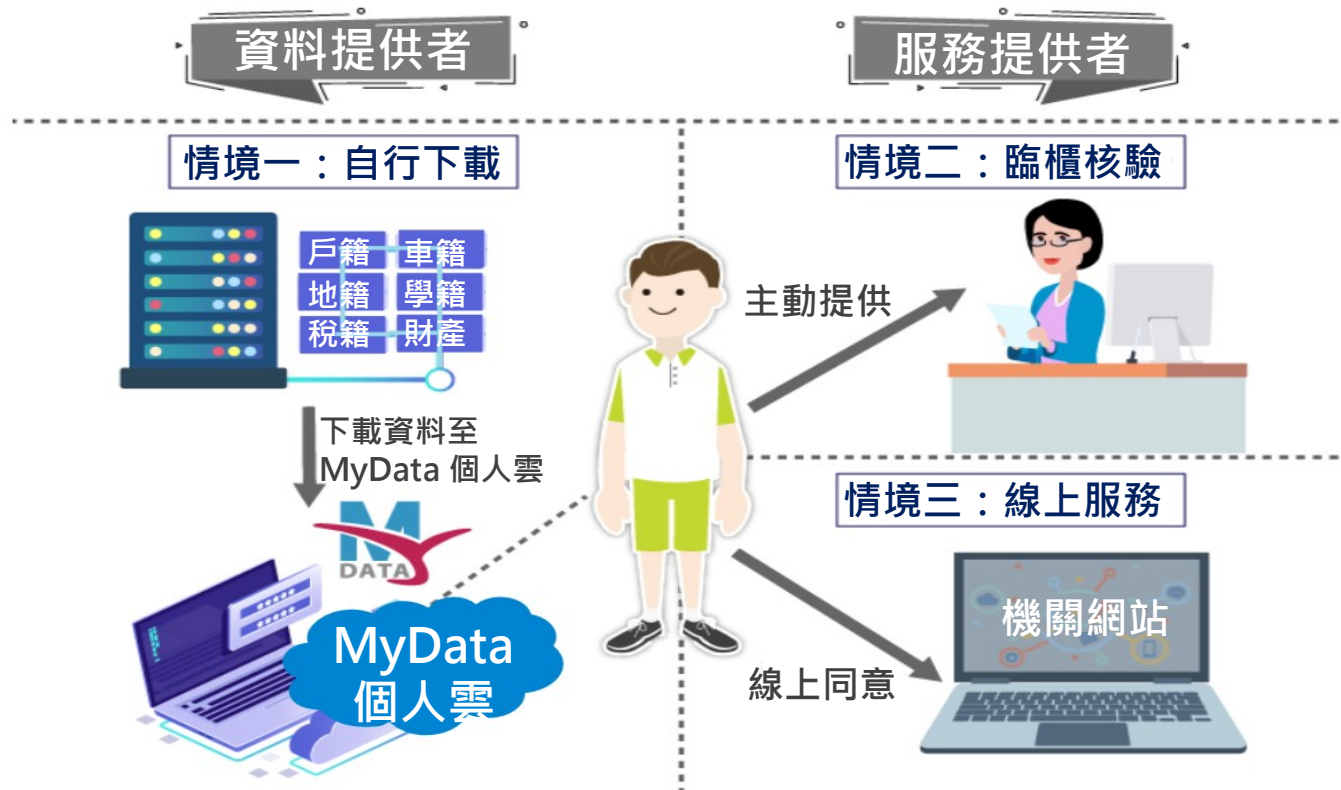 資料提供者
服務提供者
情境一：自行下載
戶籍
車籍
地籍
學籍
稅籍
財產
下載資料至
MyData 個人雲
MY
DATA
MyData
個人雲
情境二：臨櫃核驗
主動提供
情境三：線上服務
機關網站
線上同意